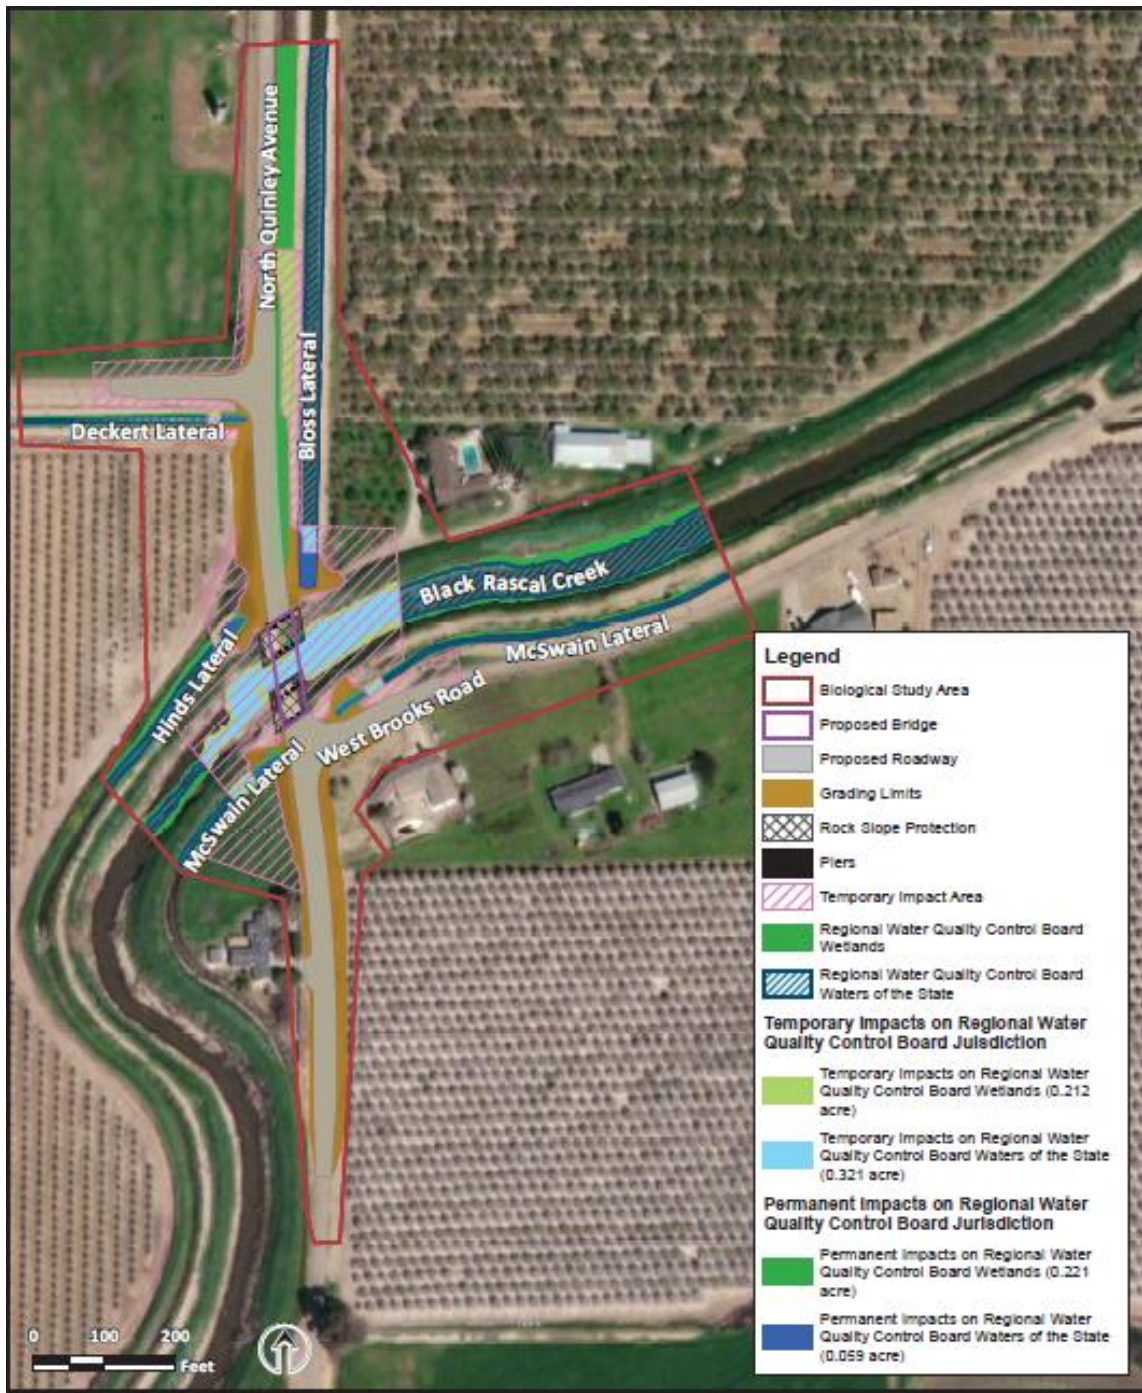 North Quinley Avenue
Bloss Lateral
Deckert Lateral
Black Rascal Creek
McSwain Lateral
Hinds Lateral
West Brooks Road
McSwain Lateral
Legend
Biological Study Area
Proposed Bridge
Proposed Roadway
Grading Limits
Rock Slope Protection
Piers
Temporary Impact Area
Regional Water Quality Control Board
Wetlands
Regional Water Quality Control Board
Waters of the State
Temporary Impacts on Regional Water
Quality Control Board Juisdiction
Temporary Impacts on Regional Water
Quality Control Board Wetlands (0.212
acre)
Temporary Impacts on Regional Water
Quality Control Board Waters of the State
(0.321 acre)
Permanent Impacts on Regional Water
Quality Control Board Jurisdiction
Permanent Impacts on Regional Water
Quality Control Board Wetlands (0.221
acre)
Permanent Impacts on Regional Water
Quality Control Board Waters of the State
(0.059 acre)
0 100 200
Feet